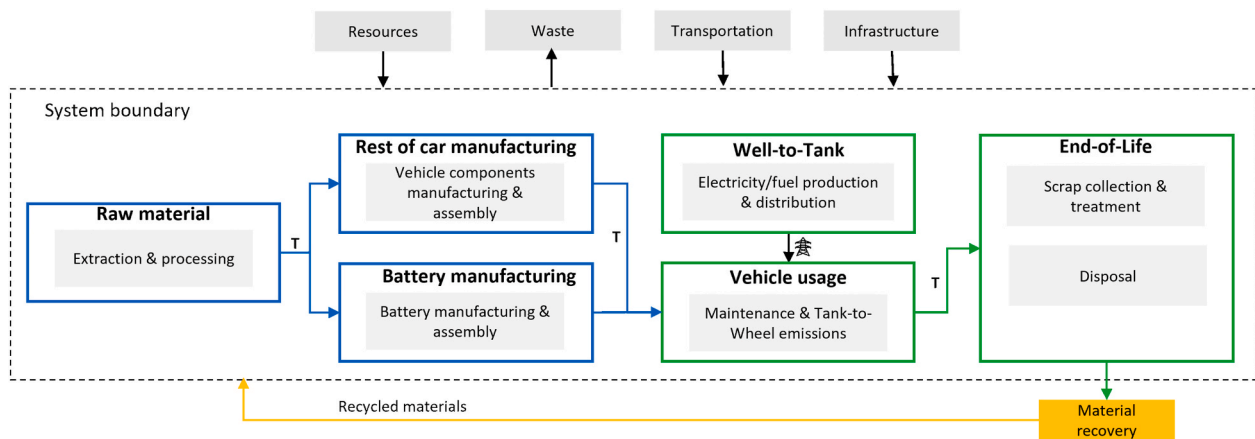 Resources
Waste
Transportation
Infrastructure
System boundary
Rest of car manufacturing
Vehicle components
manufacturing &
assembly
Well-to-Tank
Electricity/fuel production
& distribution
End-of-Life
Scrap collection &
treatment
Disposal
Raw material
Extraction & processing
T
T
T
Battery manufacturing
Battery manufacturing &
assembly
Vehicle usage
Maintenance & Tank-to-
Wheel emissions
Recycled materials
Material
recovery